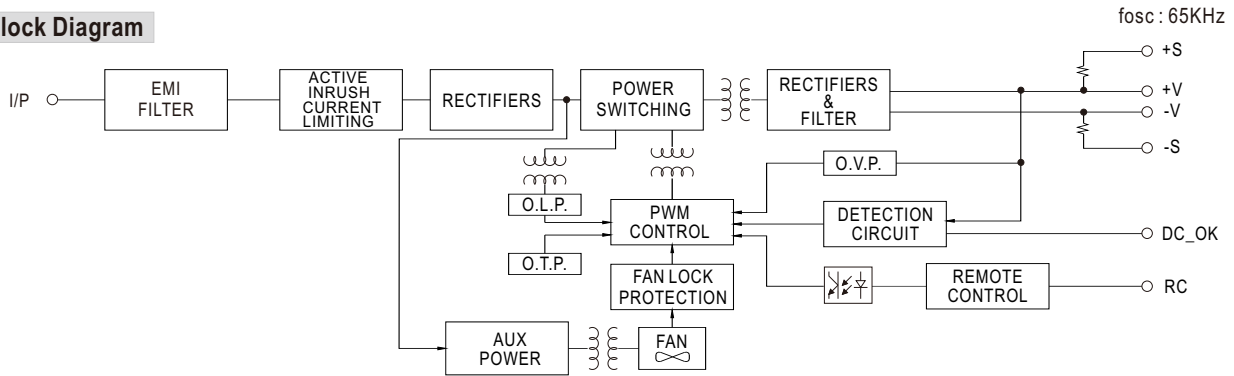 lock Diagram
fosc : 65KHz
I/P
EMI
FILTER
ACTIVE
INRUSH
CURRENT
LIMITING
RECTIFIERS
POWER
SWITCHING
RECTIFIERS
&
FILTER
+S
+V
-V
-S
O.V.P.
O.L.P.
PWM
CONTROL
DETECTION
CIRCUIT
DC_OK
O.T.P.
FAN LOCK
PROTECTION
REMOTE
CONTROL
RC
AUX
POWER
FAN